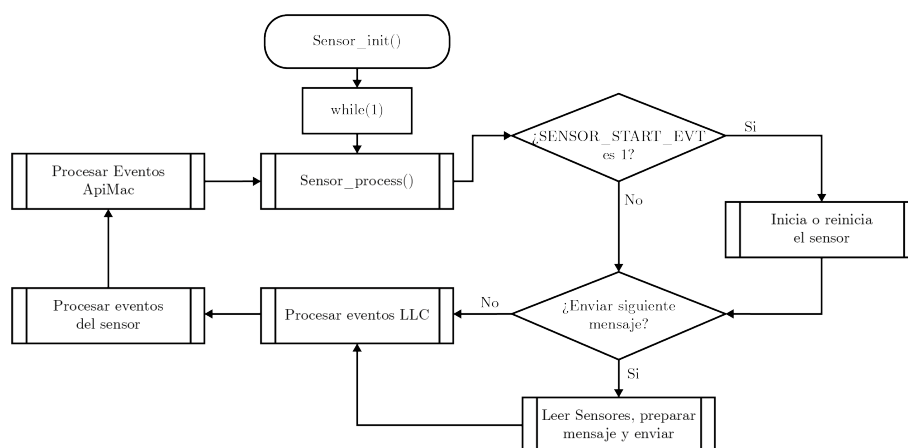 Sensor_init()
while(1)
Sensor_process()
¿SENSOR_START_EVT
es 1?
Si
No
Inicia o reinicia
el sensor
¿Enviar siguiente
mensaje?
No
Si
Leer Sensores, preparar
mensaje y enviar
Procesar eventos LLC
Procesar eventos
del sensor
Procesar Eventos
ApiMac